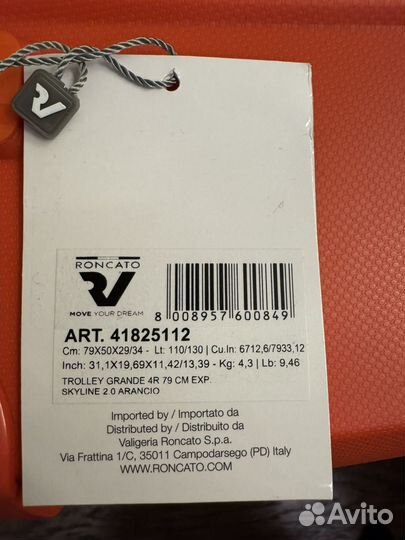 RV
RONCATO
RV
MOVE YOUR DREAM
8 008957 600849
ART. 41825112
Cm: 79X50X29/34 - Lt: 110/130 | Cu.In: 6712,6/7933,12
Inch: 31,1X19,69X11,42/13,39 - Kg: 4,3 | Lb: 9,46
TROLLEY GRANDE 4R 79 CM EXP.
SKYLINE 2.0 ARANCIO
Imported by / Importato da
Distributed by / Distribuito da
Valigeria Roncato S.p.a.
Via Frattina 1/C, 35011 Campodarsego (PD) Italy
WWW.RONCATO.COM
Avito